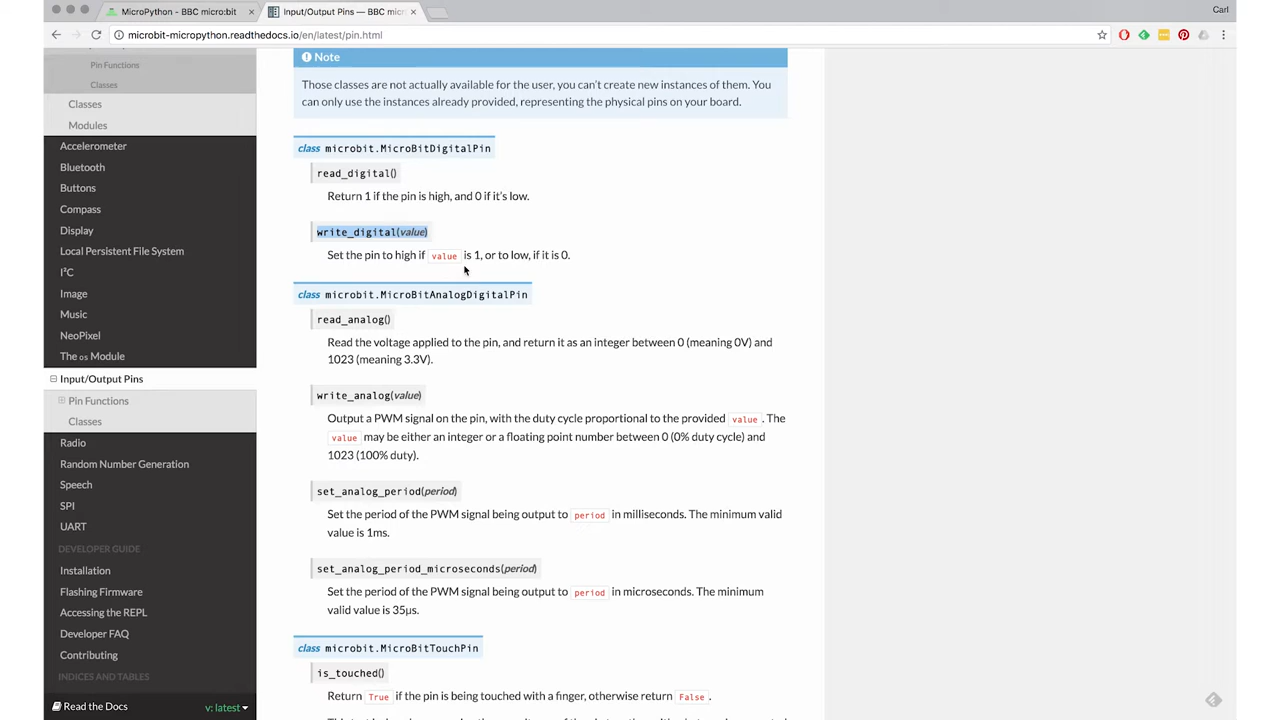 MicroPython - BBC micro:bit
Input/Output Pins — BBC micro
Carl
microbit-micropython.readthedocs.io/en/latest/pin.html
Pin Functions
Classes
Classes
Modules
Accelerometer
Bluetooth
Buttons
Compass
Display
Local Persistent File System
I²C
Image
Music
NeoPixel
The os Module
Input/Output Pins
Pin Functions
Classes
Radio
Random Number Generation
Speech
SPI
UART
DEVELOPER GUIDE
Installation
Flashing Firmware
Accessing the REPL
Developer FAQ
Contributing
INDICES AND TABLES
Read the Docs
v: latest
Note
Those classes are not actually available for the user, you can't create new instances of them. You
can only use the instances already provided, representing the physical pins on your board.
class microbit.MicroBitDigitalPin
read_digital()
Return 1 if the pin is high, and 0 if it's low.
write_digital(value)
Set the pin to high if value is 1, or to low, if it is 0.
class microbit.MicroBitAnalogDigitalPin
read_analog()
Read the voltage applied to the pin, and return it as an integer between 0 (meaning 0V) and
1023 (meaning 3.3V).
write_analog(value)
Output a PWM signal on the pin, with the duty cycle proportional to the provided value. The
value may be either an integer or a floating point number between 0 (0% duty cycle) and
1023 (100% duty).
set_analog_period(period)
Set the period of the PWM signal being output to period in milliseconds. The minimum valid
value is 1ms.
set_analog_period_microseconds(period)
Set the period of the PWM signal being output to period in microseconds. The minimum
valid value is 35µs.
class microbit.MicroBitTouchPin
is_touched()
Return True if the pin is being touched with a finger, otherwise return False.